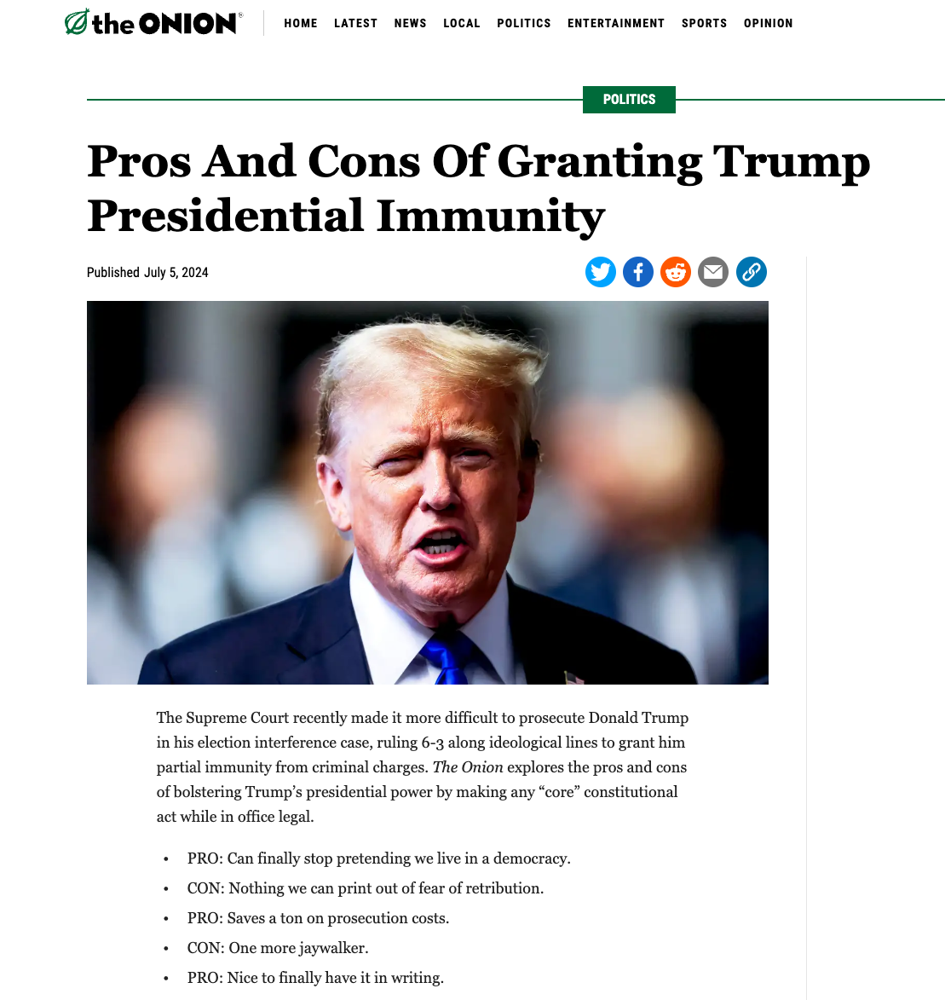 the ONION®
HOME LATEST NEWS LOCAL POLITICS ENTERTAINMENT SPORTS OPINION
POLITICS
Pros And Cons Of Granting Trump
Presidential Immunity
Published July 5, 2024
The Supreme Court recently made it more difficult to prosecute Donald Trump
in his election interference case, ruling 6-3 along ideological lines to grant him
partial immunity from criminal charges. The Onion explores the pros and cons
of bolstering Trump’s presidential power by making any “core” constitutional
act while in office legal.
• PRO: Can finally stop pretending we live in a democracy.
• CON: Nothing we can print out of fear of retribution.
• PRO: Saves a ton on prosecution costs.
• CON: One more jaywalker.
• PRO: Nice to finally have it in writing.